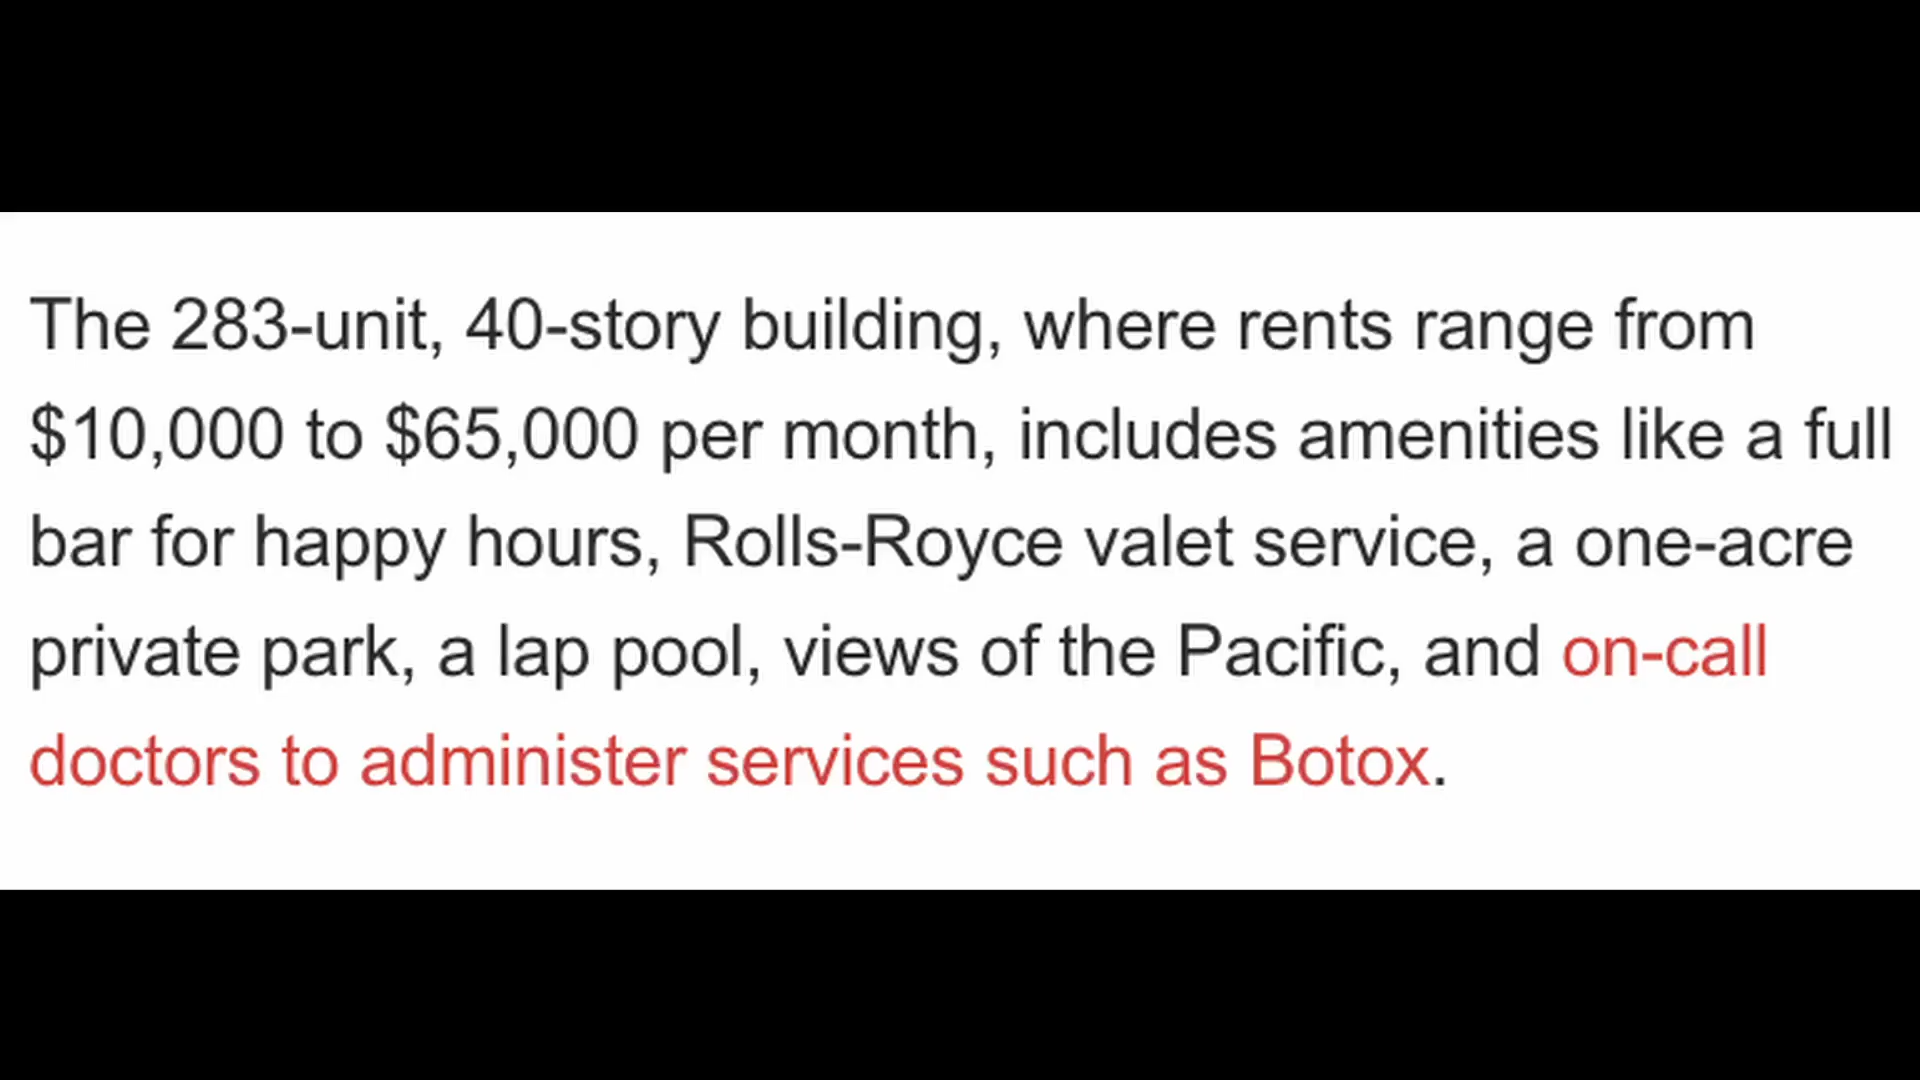 The 283-unit, 40-story building, where rents range from
$10,000 to $65,000 per month, includes amenities like a full
bar for happy hours, Rolls-Royce valet service, a one-acre
private park, a lap pool, views of the Pacific, and on-call
doctors to administer services such as Botox.